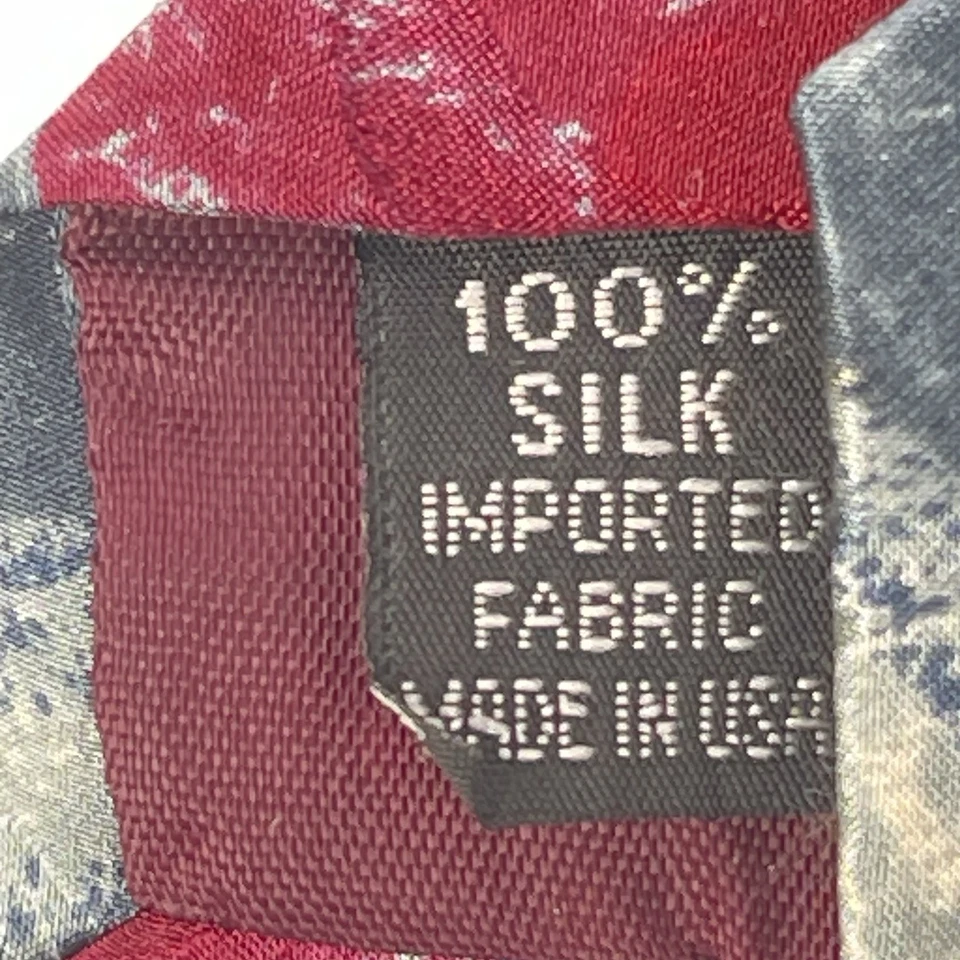 100%
SILK
IMPORTED
FABRIC
MADE IN USA